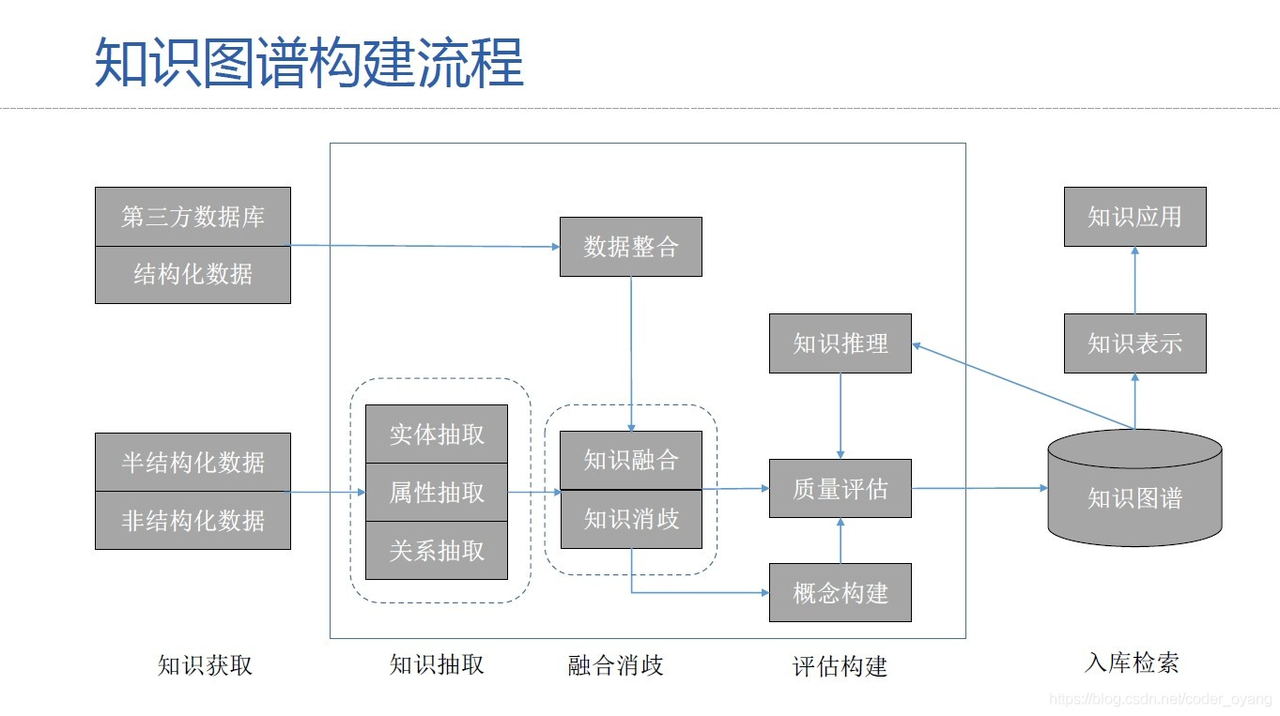 知识图谱构建流程
第三方数据库
结构化数据
数据整合
知识应用
知识推理
知识表示
实体抽取
属性抽取
关系抽取
半结构化数据
非结构化数据
知识融合
知识消歧
质量评估
概念构建
知识图谱
知识获取
知识抽取
融合消歧
评估构建
入库检索
https://blog.csdn.net/coder_oyang